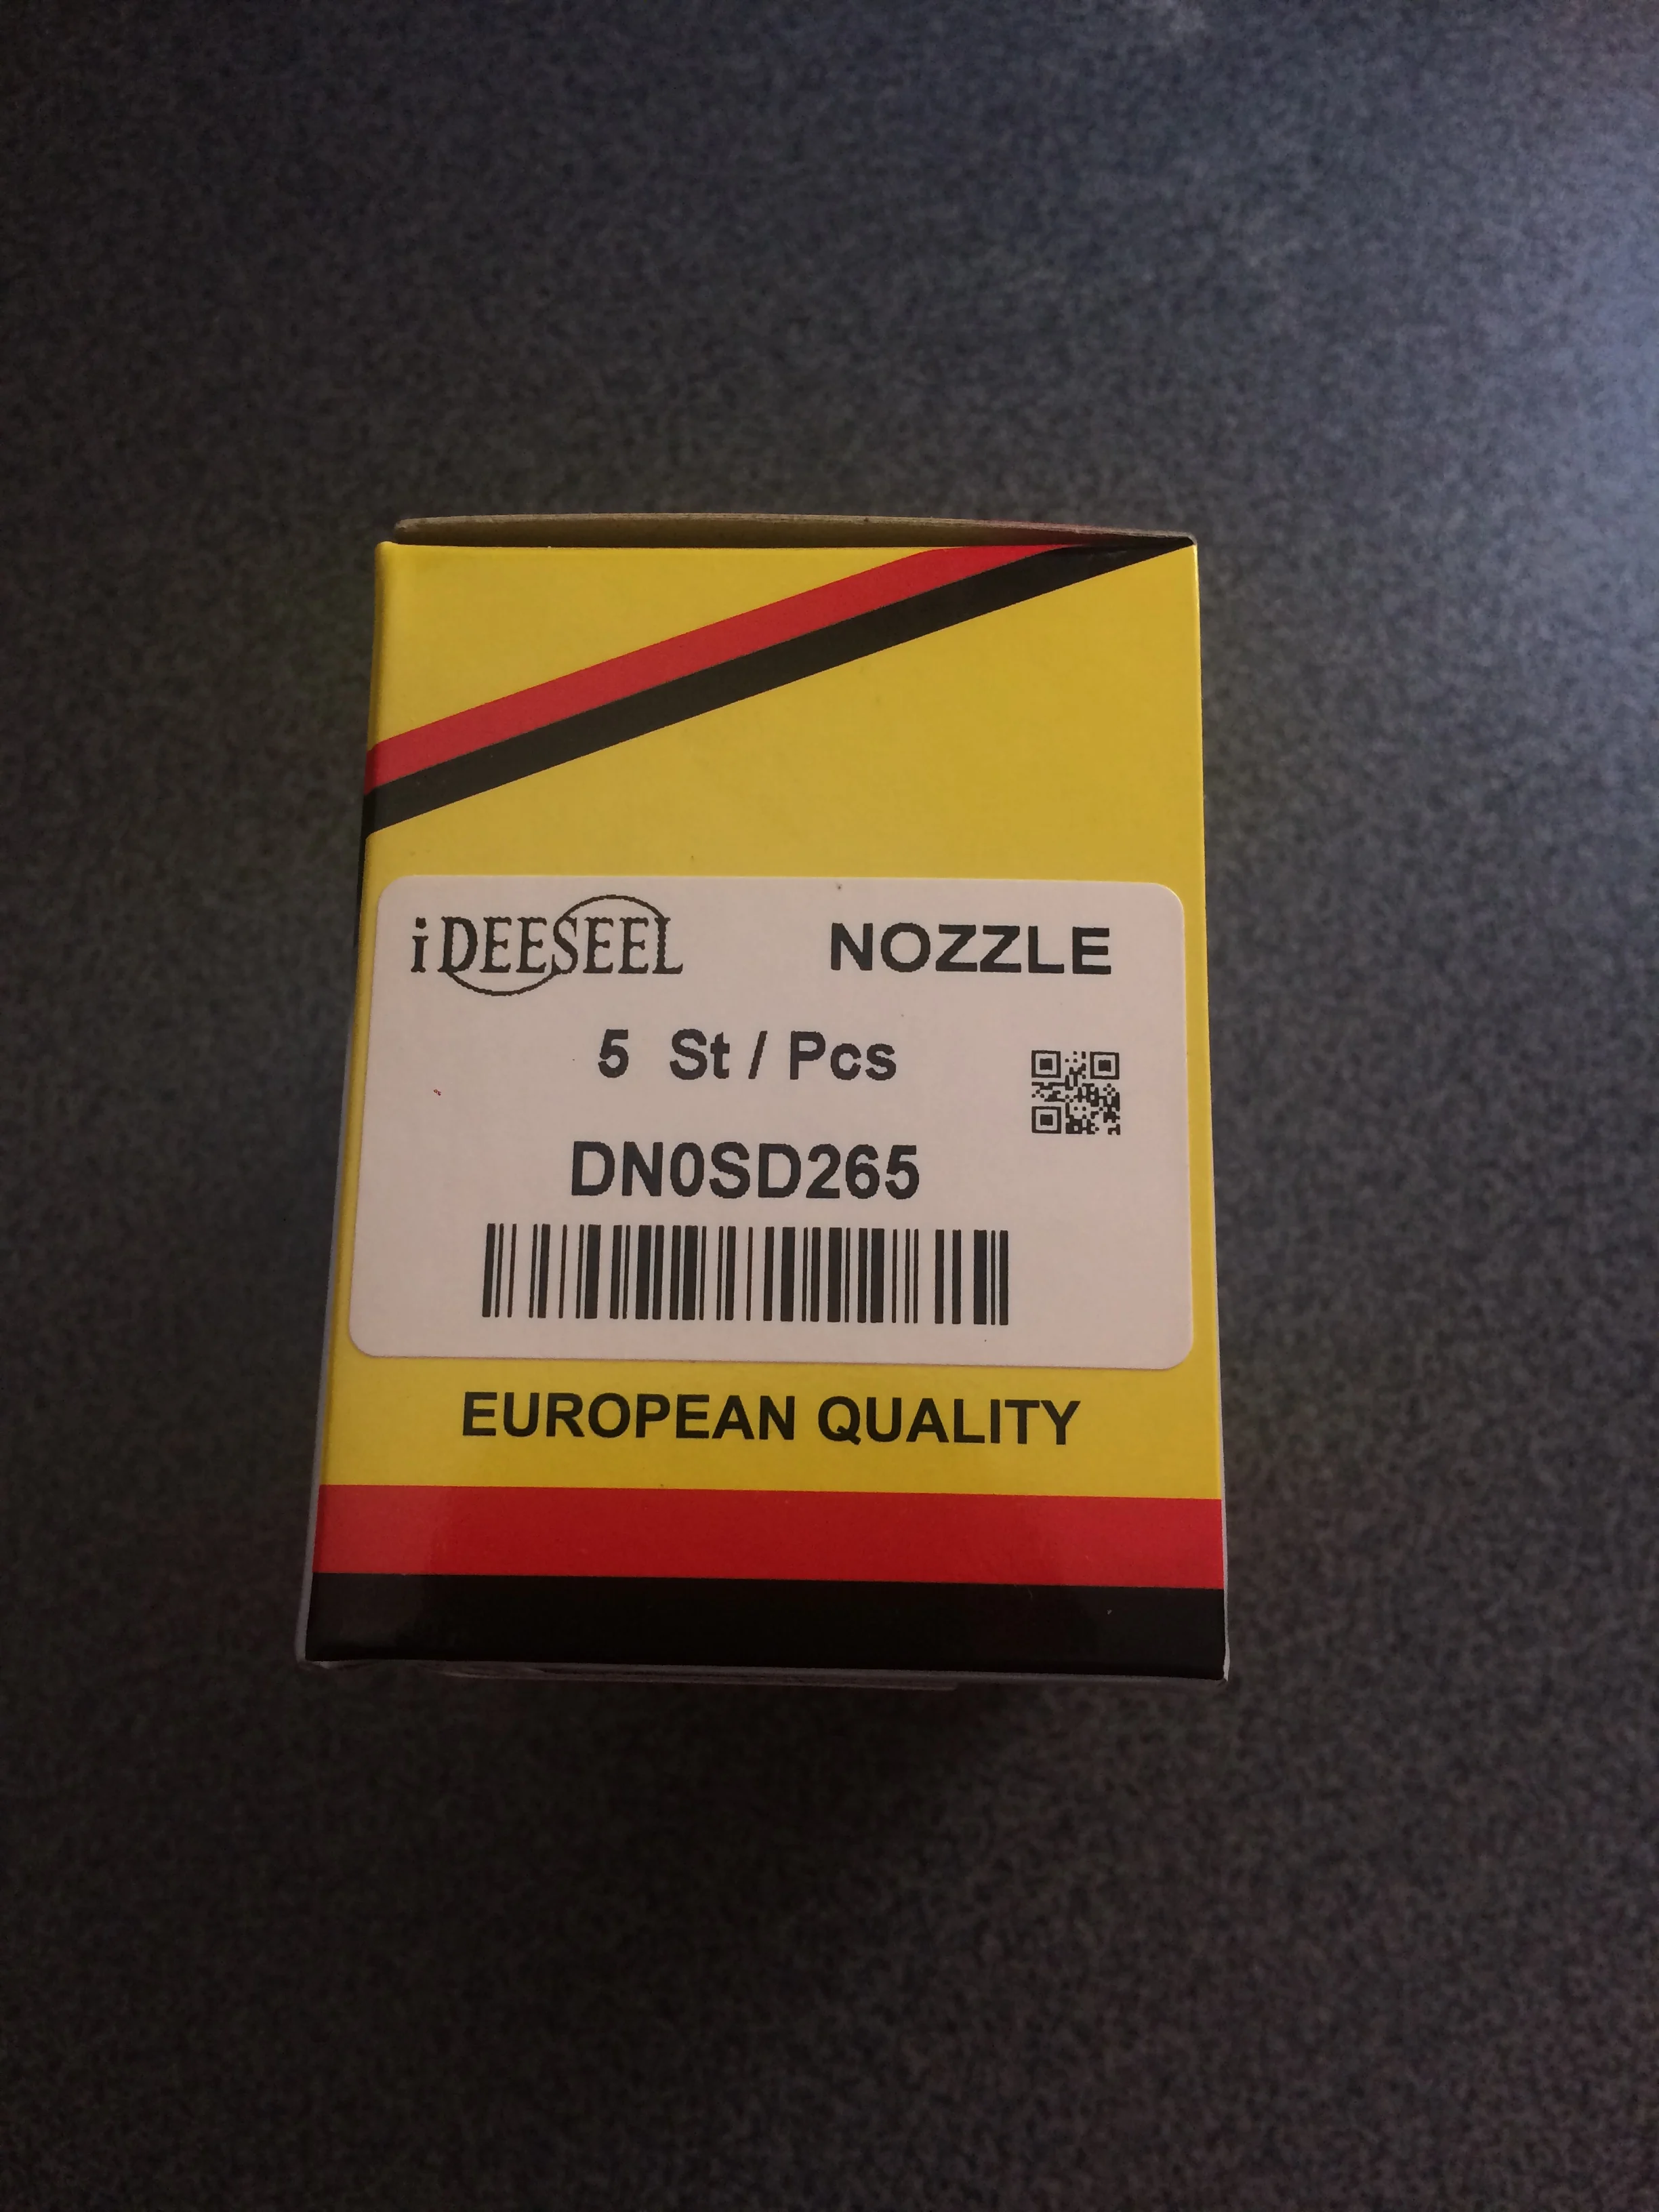 iDEESEEL NOZZLE
5 St / Pcs
DN0SD265
EUROPEAN QUALITY